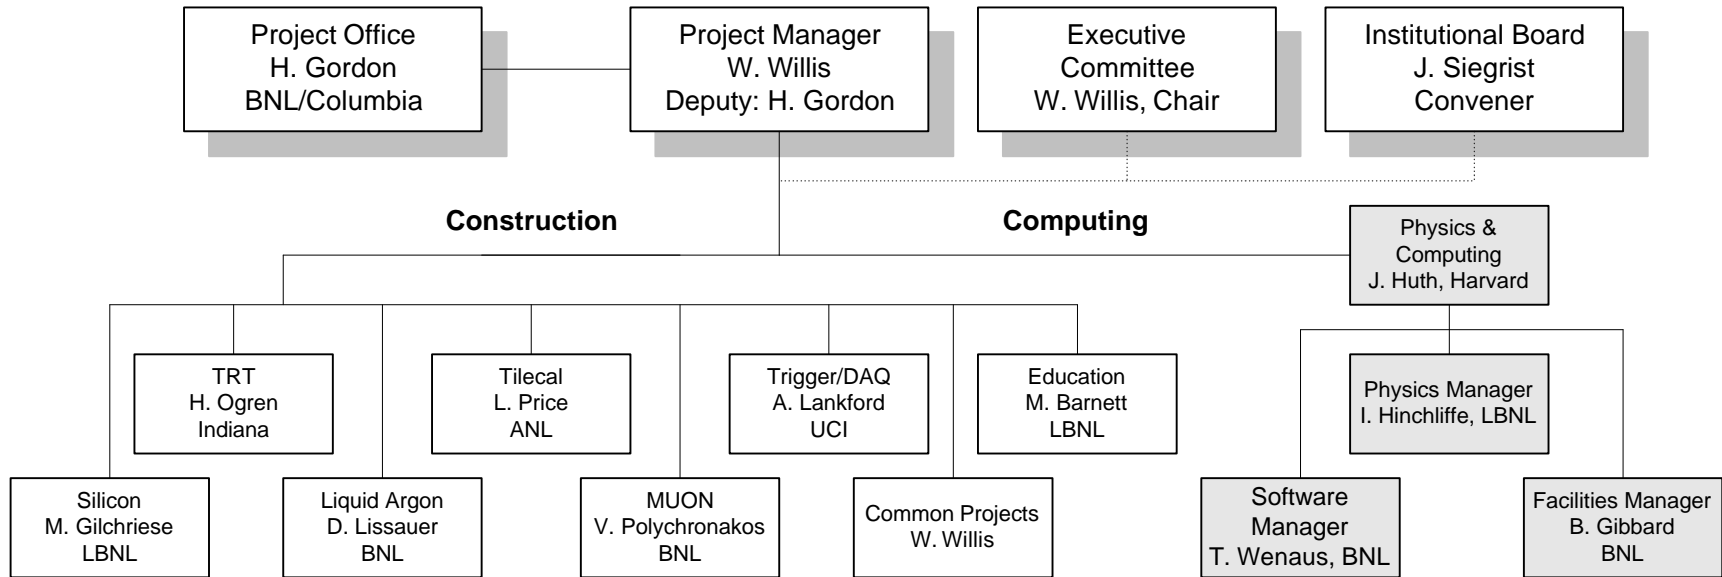 Project Office
H. Gordon
BNL/Columbia
Project Manager
W. Willis
Deputy: H. Gordon
Executive
Committee
W. Willis, Chair
Institutional Board
J. Siegrist
Convener
Construction
Computing
Physics &
Computing
J. Huth, Harvard
TRT
H. Ogren
Indiana
Tilecal
L. Price
ANL
Trigger/DAQ
A. Lankford
UCI
Education
M. Barnett
LBNL
Physics Manager
I. Hinchliffe, LBNL
Silicon
M. Gilchriese
LBNL
Liquid Argon
D. Lissauer
BNL
MUON
V. Polychronakos
BNL
Common Projects
W. Willis
Software
Manager
T. Wenaus, BNL
Facilities Manager
B. Gibbard
BNL